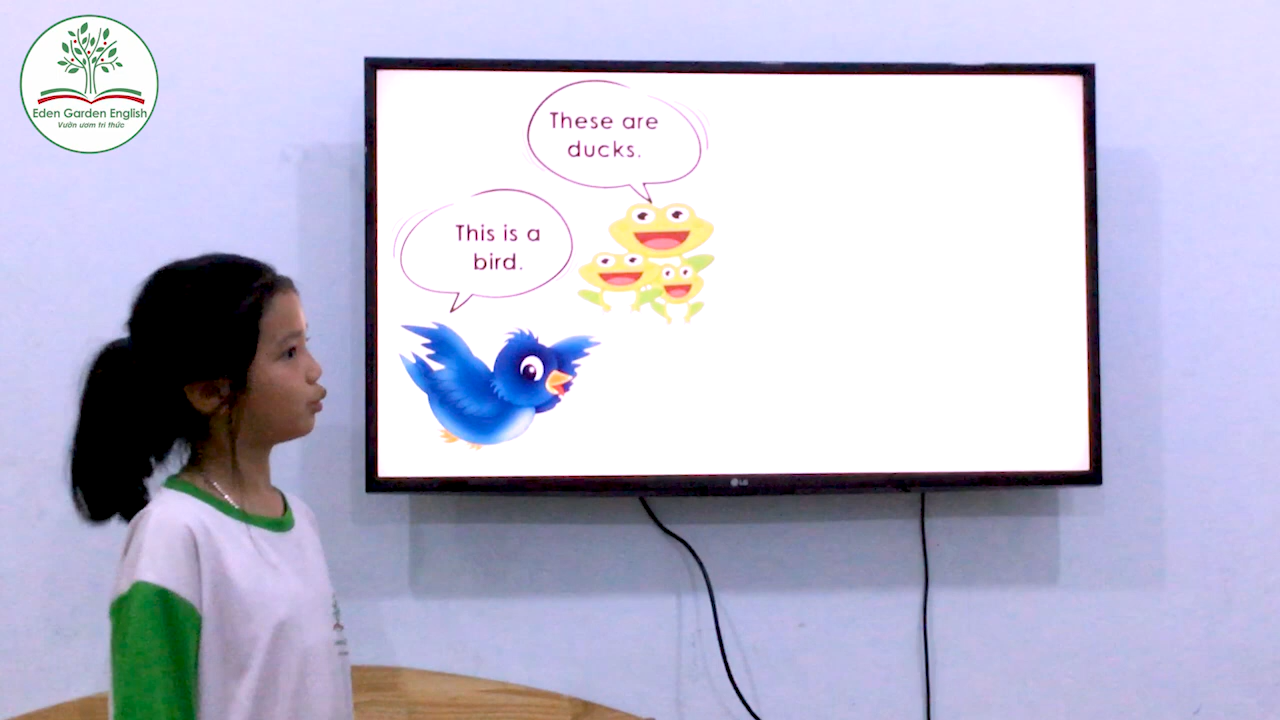 Eden Garden English
Vườn ươm tri thức
These are
ducks.
This is a
bird.
LG